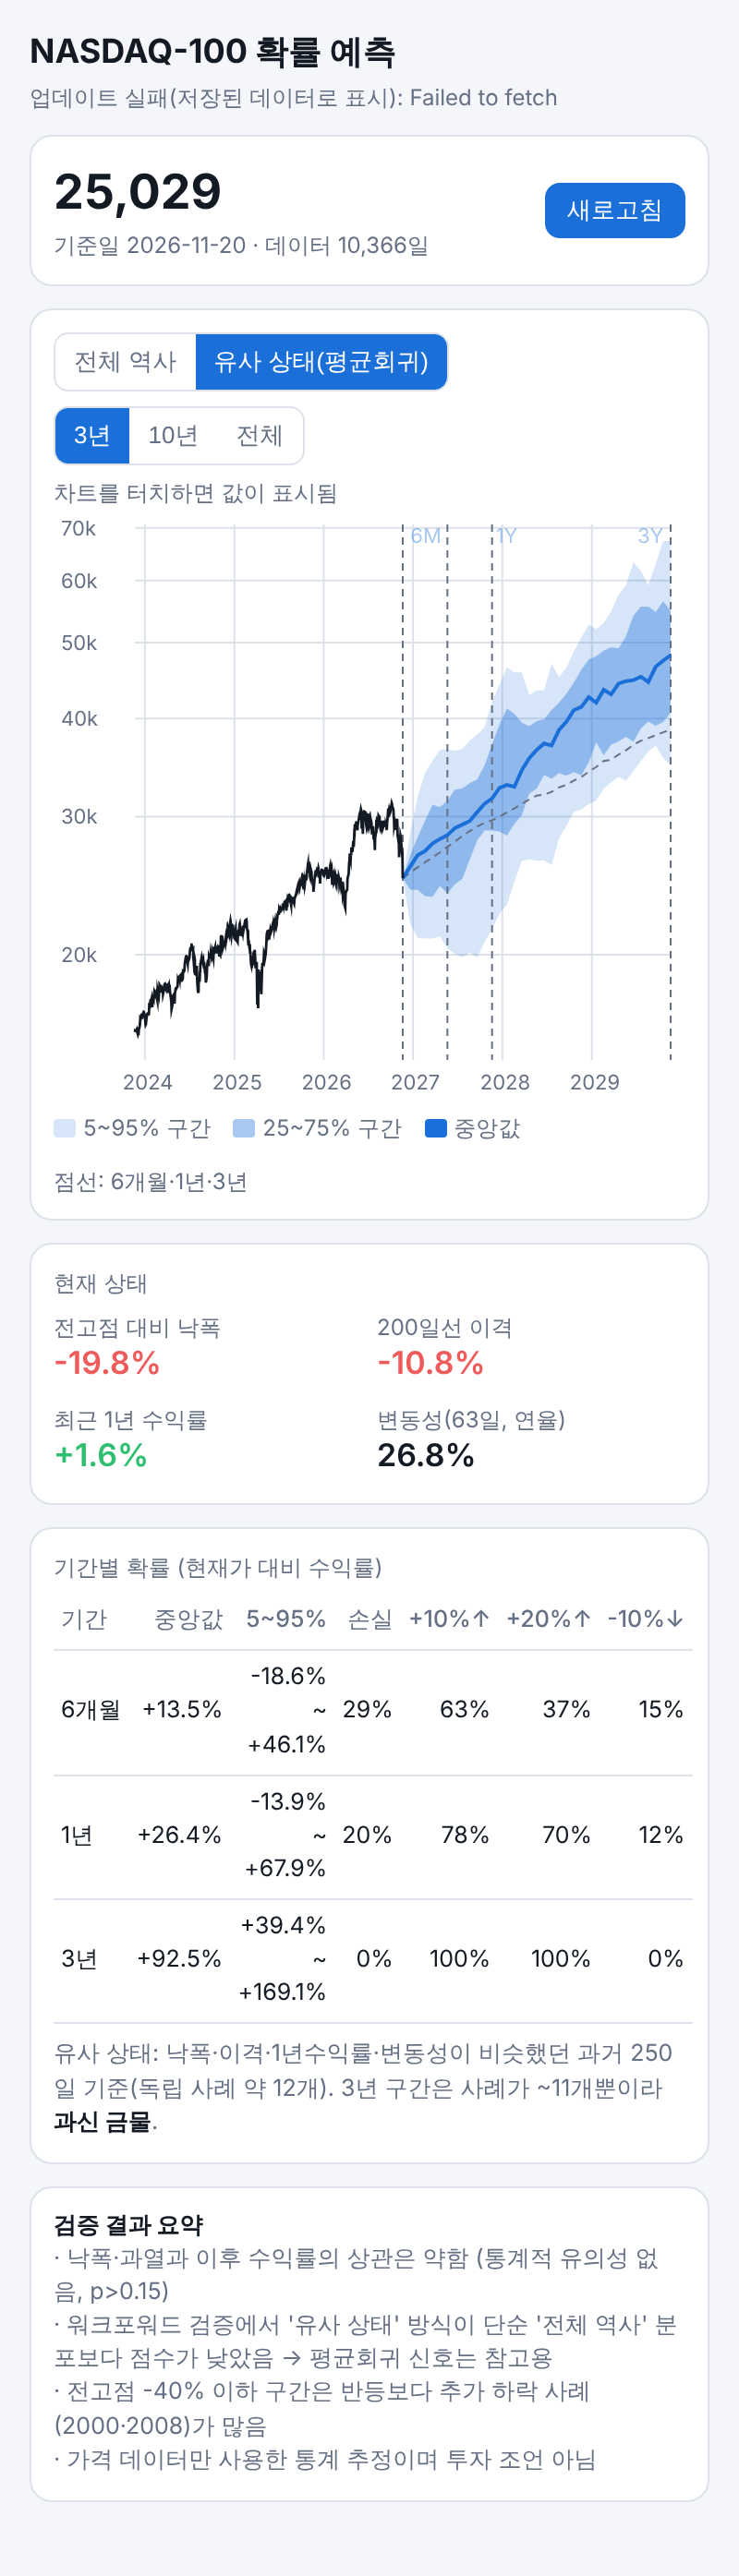 NASDAQ-100 확률 예측
업데이트 실패(저장된 데이터로 표시): Failed to fetch
25,029
기준일 2026-11-20 · 데이터 10,366일
새로고침
전체 역사 유사 상태(평균회귀)
3년 10년 전체
차트를 터치하면 값이 표시됨
6M 1Y 3Y
70k
60k
50k
40k
30k
20k
2024 2025 2026 2027 2028 2029
5~95% 구간 25~75% 구간 중앙값
점선: 6개월·1년·3년
현재 상태
전고점 대비 낙폭 200일선 이격
-19.8% -10.8%
최근 1년 수익률 변동성(63일, 연율)
+1.6% 26.8%
기간별 확률 (현재가 대비 수익률)
기간 중앙값 5~95% 손실 +10%↑ +20%↑ -10%↓
-18.6%
6개월 +13.5% ~ 29% 63% 37% 15%
+46.1%
-13.9%
1년 +26.4% ~ 20% 78% 70% 12%
+67.9%
+39.4%
3년 +92.5% ~ 0% 100% 100% 0%
+169.1%
유사 상태: 낙폭·이격·1년수익률·변동성이 비슷했던 과거 250
일 기준(독립 사례 약 12개). 3년 구간은 사례가 ~11개뿐이라
과신 금물.
검증 결과 요약
· 낙폭·과열과 이후 수익률의 상관은 약함 (통계적 유의성 없
음, p>0.15)
· 워크포워드 검증에서 '유사 상태' 방식이 단순 '전체 역사' 분
포보다 점수가 낮았음 → 평균회귀 신호는 참고용
· 전고점 -40% 이하 구간은 반등보다 추가 하락 사례
(2000·2008)가 많음
· 가격 데이터만 사용한 통계 추정이며 투자 조언 아님